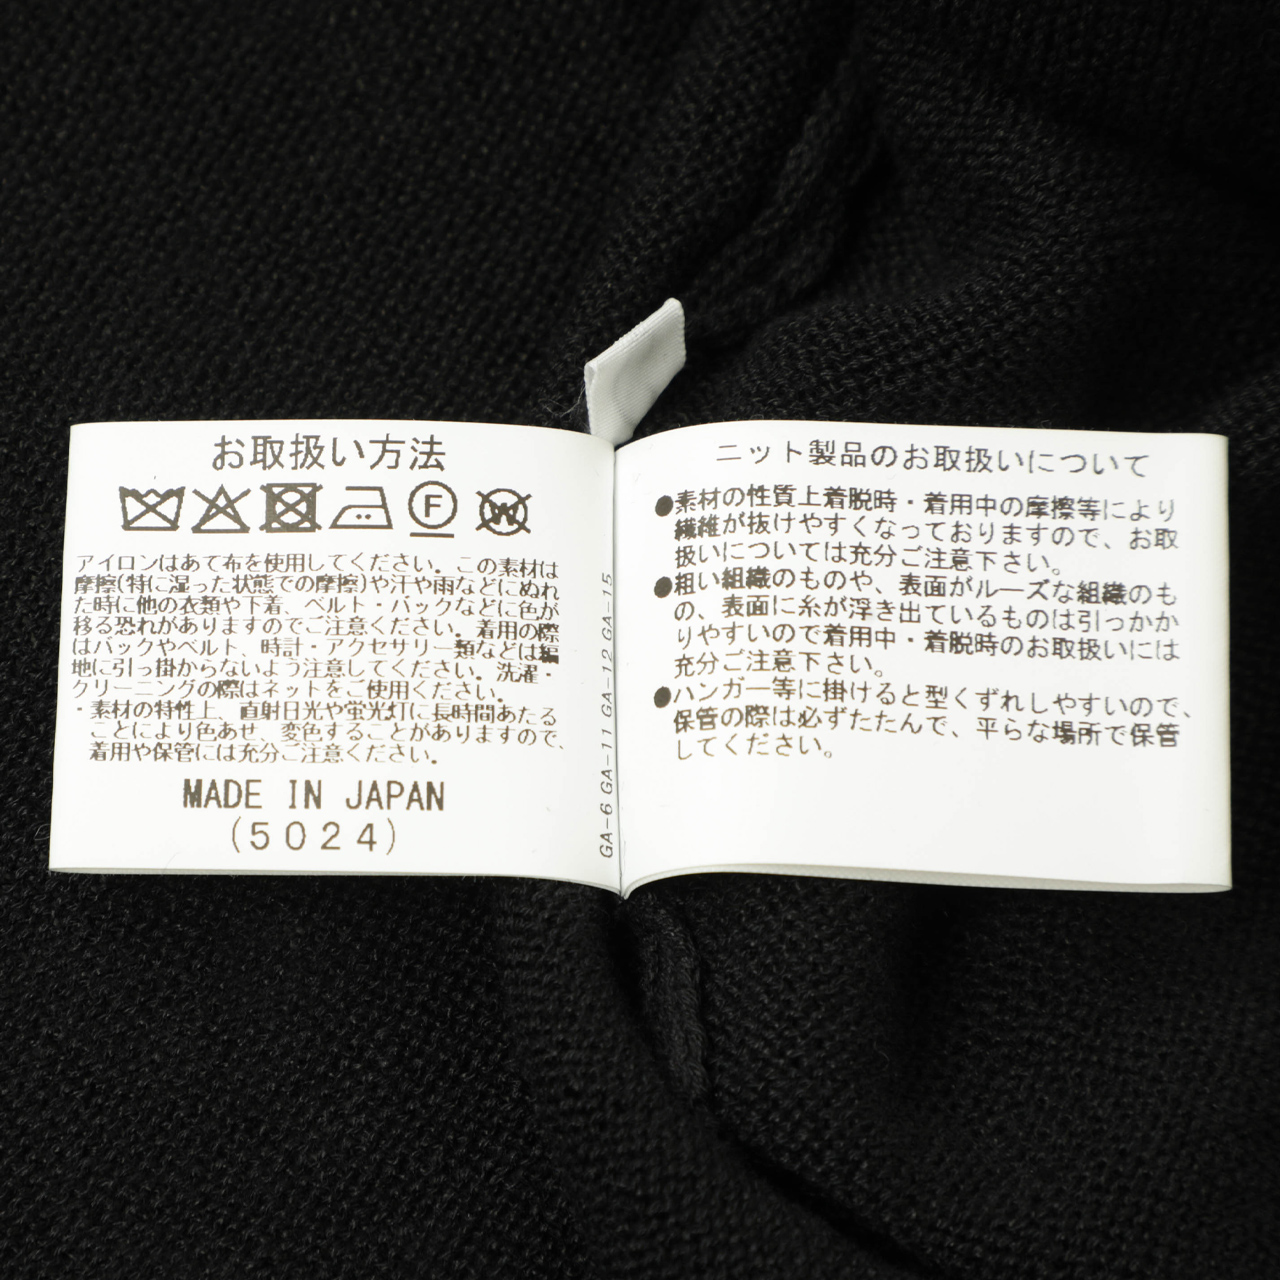 お取扱い方法
F
W
アイロンはあて布を使用してください。この素材は
摩擦(特に湿った状態での摩擦)や汗や雨などにぬれ
た時に他の衣類や下着、ベルト・バックなどに色が
移る恐れがありますのでご注意ください。着用の際
はバックやベルト、時計・アクセサリー類などは編
地に引っ掛からないよう注意してください。洗濯・
クリーニングの際はネットをご使用ください。
・素材の特性上、直射日光や蛍光灯に長時間あたる
ことにより色あせ、変色することがありますので、
着用や保管には充分ご注意ください。
MADE IN JAPAN
(5024)
GA-6 GA-11 GA-12 GA-15
ニット製品のお取扱いについて
●素材の性質上着脱時・着用中の摩擦等により
繊維が抜けやすくなっておりますので、お取
扱いについては充分ご注意下さい。
●粗い組織のものや、表面がルーズな組織のも
の、表面に糸が浮き出ているものは引っかか
りやすいので着用中・着脱時のお取扱いには
充分ご注意下さい。
●ハンガー等に掛けると型くずれしやすいので、
保管の際は必ずたたんで、平らな場所で保管
してください。